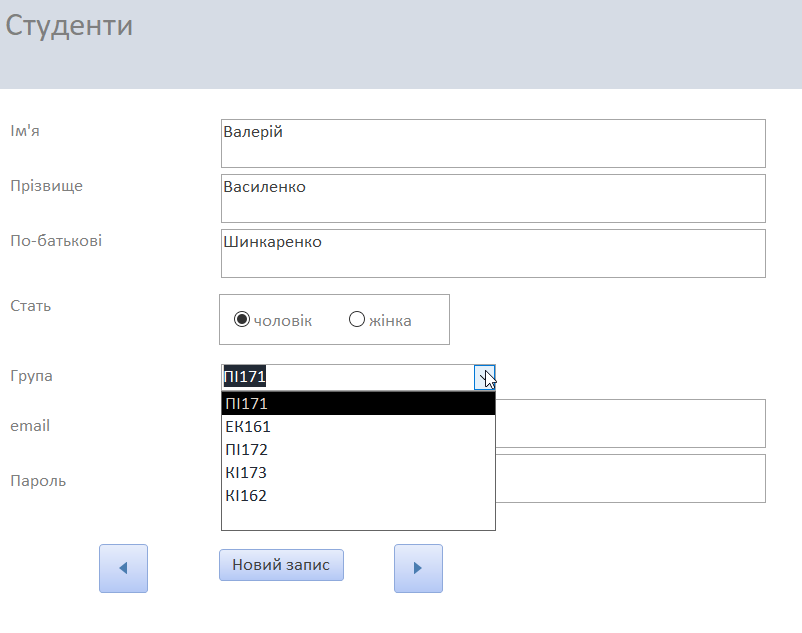 Студенти
Ім'я
Валерій
Прізвище
Василенко
По-батькові
Шинкаренко
Стать
чоловік жінка
Група
ПІ171
ПІ171
ЕК161
ПІ172
КІ173
КІ162
email
Пароль
Новий запис